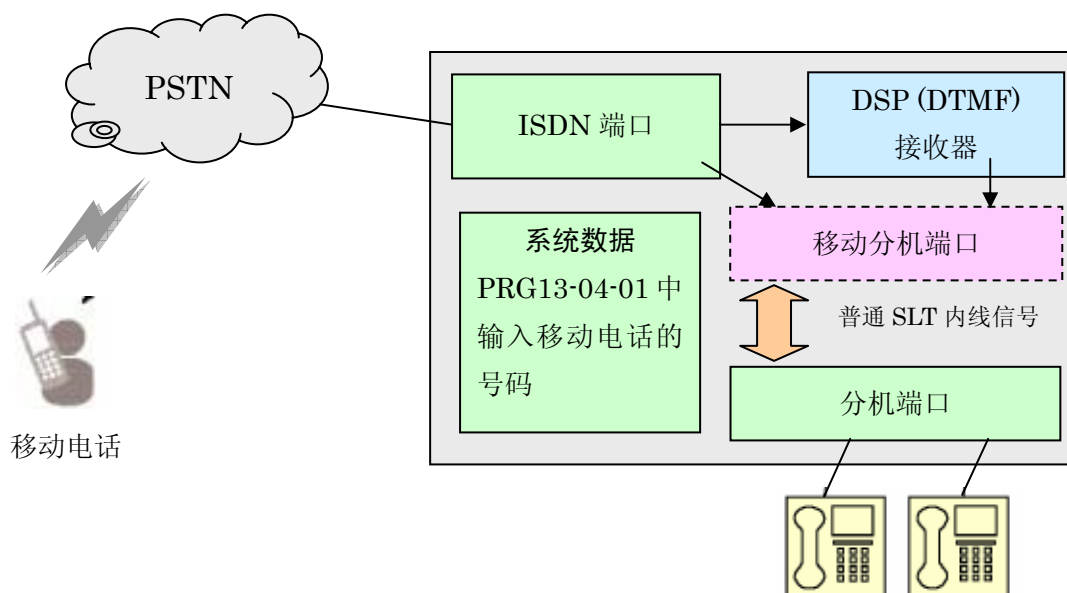 PSTN
ISDN 端口
DSP (DTMF)
接收器
系统数据
PRG13-04-01 中
输入移动电话的
号码
移动分机端口
普通 SLT 内线信号
分机端口
移动电话